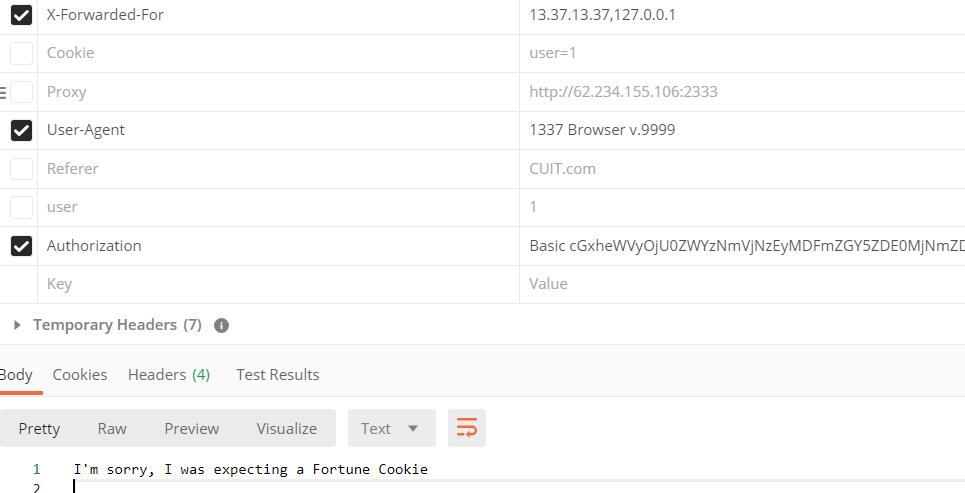 X-Forwarded-For 13.37.13.37,127.0.0.1
Cookie user=1
Proxy http://62.234.155.106:2333
User-Agent 1337 Browser v.9999
Referer CUIT.com
user 1
Authorization Basic cGxheWVyOjU0ZWYzNmVjNzEyMDFmZGY5ZDE0MjNmZD
Key Value
Temporary Headers (7)
Body Cookies Headers (4) Test Results
Pretty Raw Preview Visualize Text
1 I'm sorry, I was expecting a Fortune Cookie
2